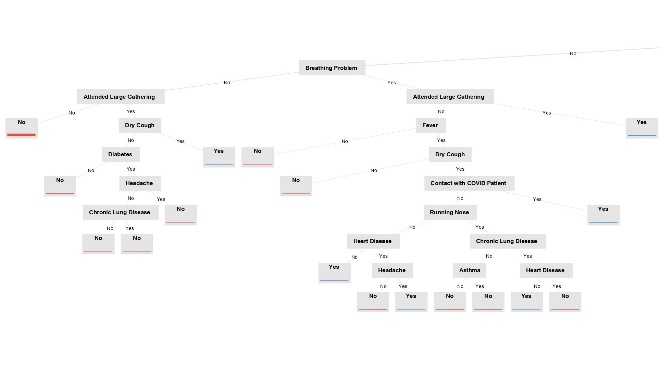 No
Breathing Problem
No
Yes
Attended Large Gathering
Attended Large Gathering
No
Yes
No
Yes
No
Dry Cough
Fever
Yes
No
Yes
No
Yes
Diabetes
Yes
No
Dry Cough
No
Yes
No
Yes
No
Headache
No
Contact with COVID Patient
No
Yes
No
Yes
Chronic Lung Disease
No
Running Nose
Yes
No
Yes
No
Yes
No
No
Heart Disease
Chronic Lung Disease
No
Yes
No
Yes
Yes
Headache
Asthma
Heart Disease
No
Yes
No
Yes
No
Yes
No
Yes
No
No
Yes
No